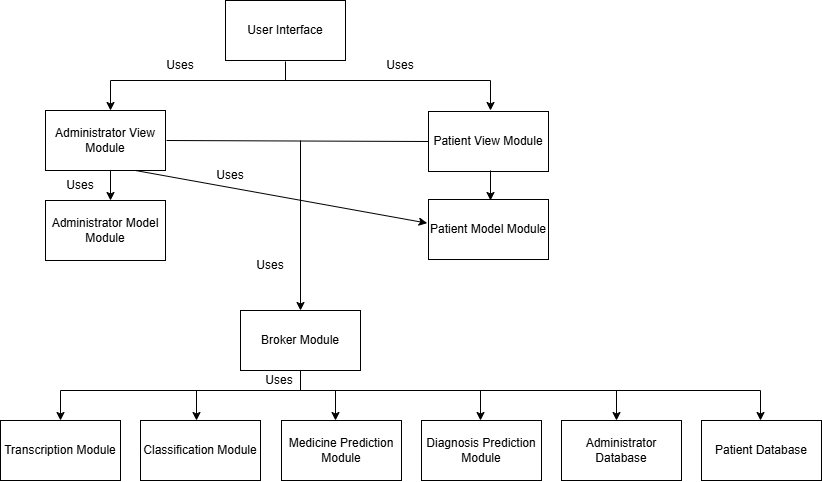 User Interface
Uses
Uses
Administrator View
Module
Patient View Module
Uses
Uses
Administrator Model
Module
Patient Model Module
Uses
Broker Module
Uses
Transcription Module
Classification Module
Medicine Prediction
Module
Diagnosis Prediction
Module
Administrator
Database
Patient Database